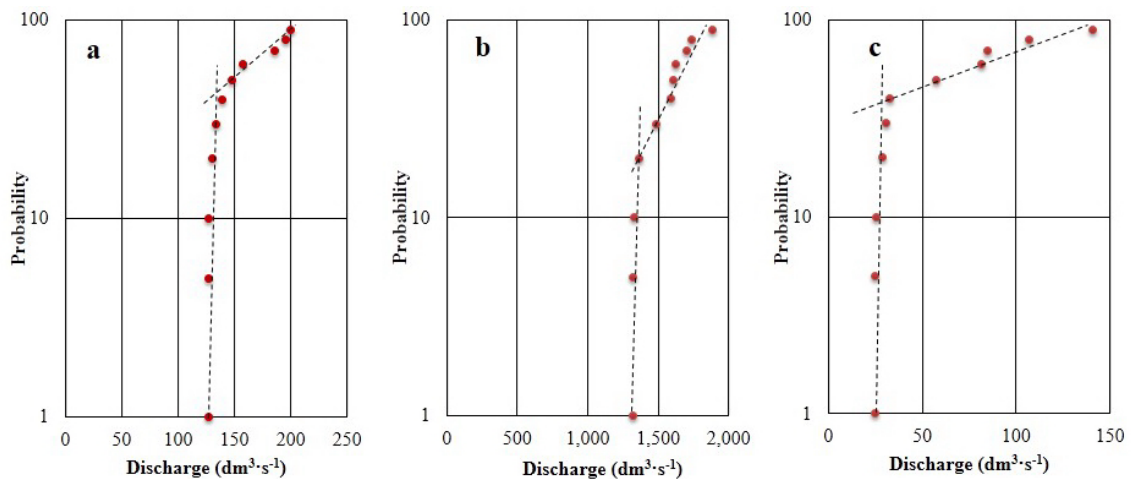 a
Probability
100
10
1
0 50 100 150 200 250
Discharge (dm³·s⁻¹)
b
Probability
100
10
1
0 500 1,000 1,500 2,000
Discharge (dm³·s⁻¹)
c
Probability
100
10
1
0 50 100 150
Discharge (dm³·s⁻¹)